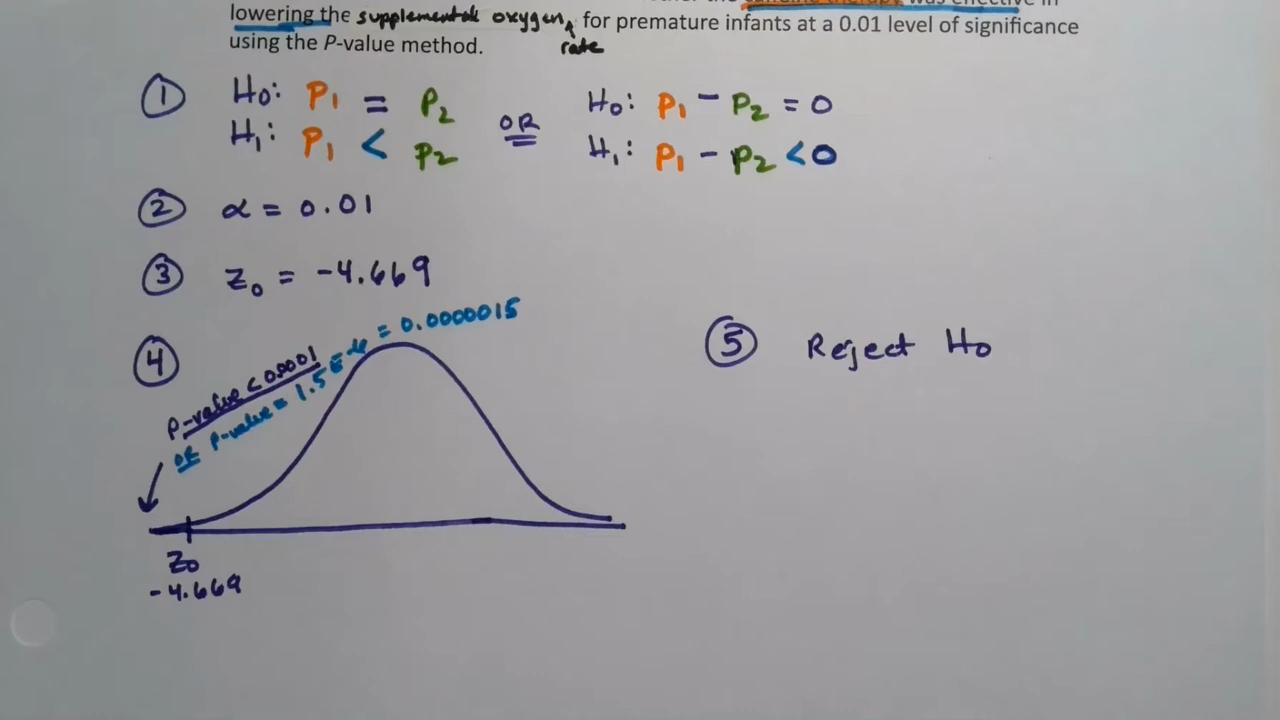 lowering the supplemental oxygen rate for premature infants at a 0.01 level of significance
using the P-value method.
① H0: P1 = P2 OR H0: P1 - P2 = 0
H1: P1 < P2 H1: P1 - P2 < 0
② α = 0.01
③ z0 = -4.669
④ P-value < 0.0001
OR P-value = 1.5E-6 = 0.0000015
Z0
-4.669
⑤ Reject H0